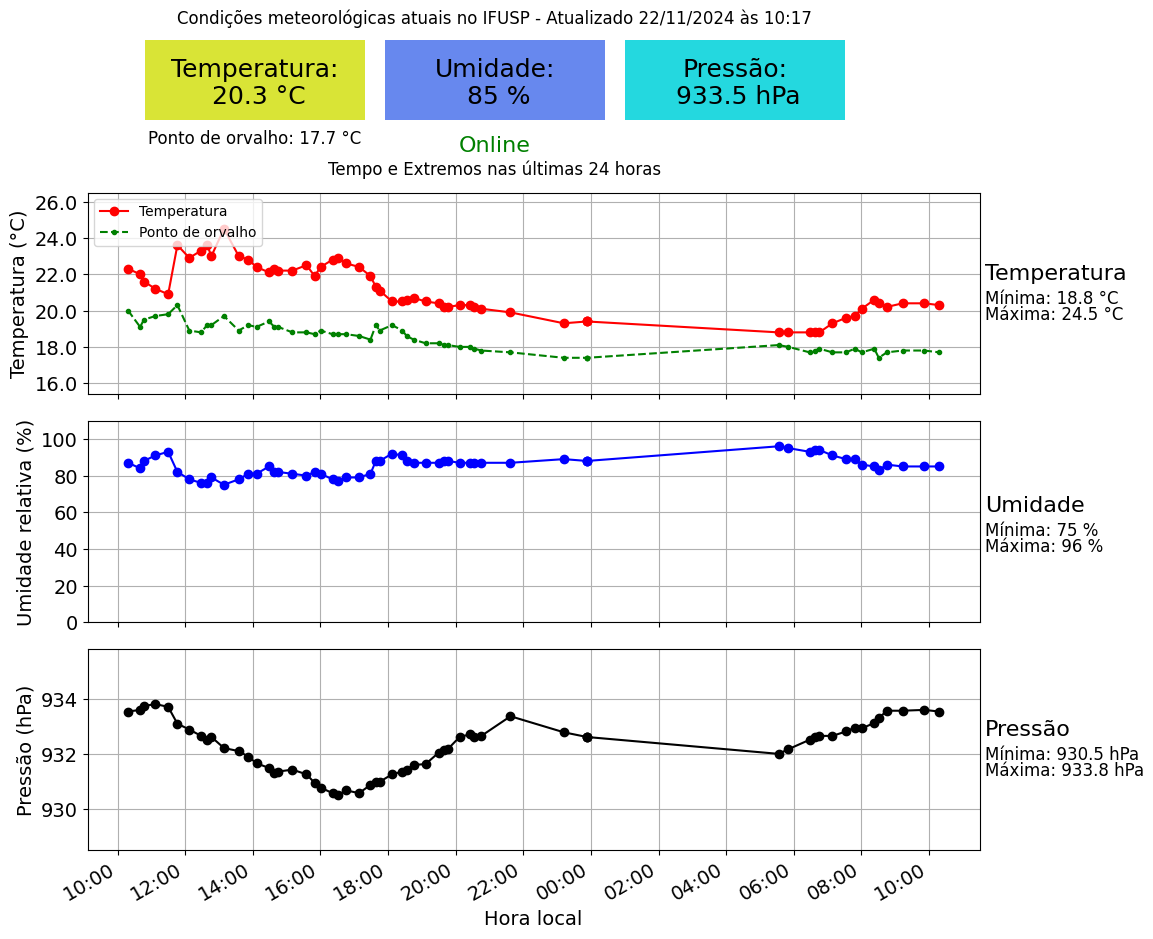 Condições meteorológicas atuais no IFUSP - Atualizado 22/11/2024 às 10:17
Temperatura:
20.3 °C
Umidade:
85 %
Pressão:
933.5 hPa
Ponto de orvalho: 17.7 °C
Online
Tempo e Extremos nas últimas 24 horas
Temperatura (°C)
26.0
24.0
22.0
20.0
18.0
16.0
Temperatura
Ponto de orvalho
Temperatura
Mínima: 18.8 °C
Máxima: 24.5 °C
Umidade relativa (%)
100
80
60
40
20
0
Umidade
Mínima: 75 %
Máxima: 96 %
Pressão (hPa)
934
932
930
Pressão
Mínima: 930.5 hPa
Máxima: 933.8 hPa
10:00 12:00 14:00 16:00 18:00 20:00 22:00 00:00 02:00 04:00 06:00 08:00 10:00
Hora local